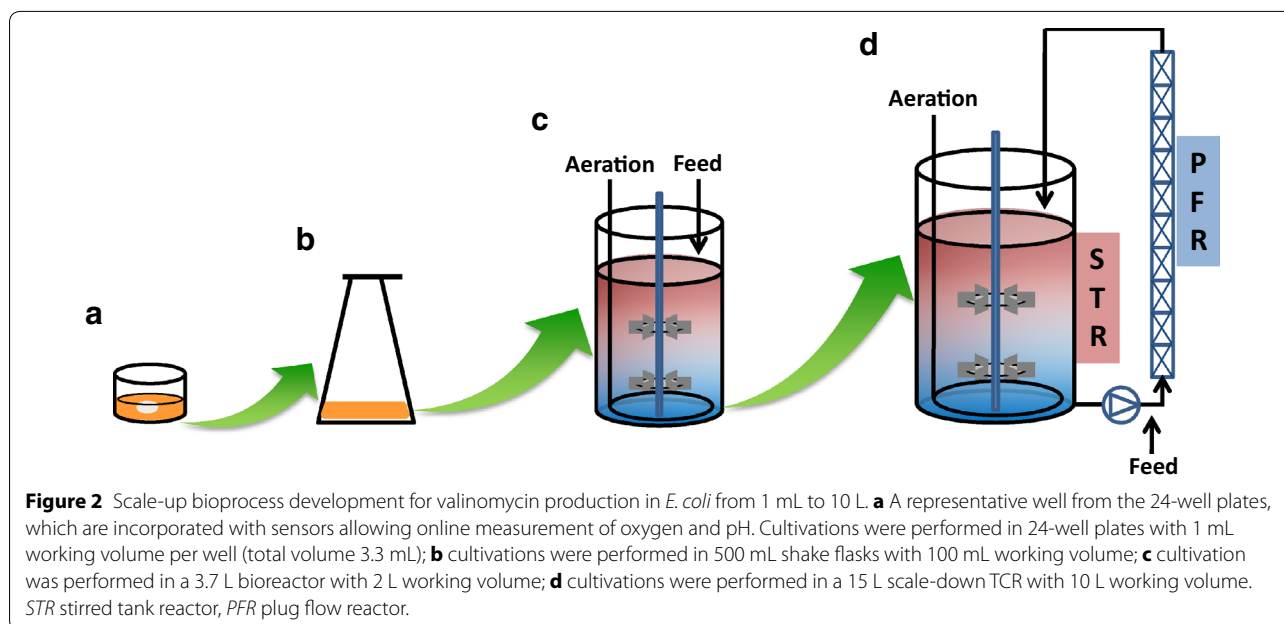 d
Aeration
c
Aeration Feed
P
F
R
b
S
T
R
a
Feed
Figure 2 Scale-up bioprocess development for valinomycin production in E. coli from 1 mL to 10 L. a A representative well from the 24-well plates,
which are incorporated with sensors allowing online measurement of oxygen and pH. Cultivations were performed in 24-well plates with 1 mL
working volume per well (total volume 3.3 mL); b cultivations were performed in 500 mL shake flasks with 100 mL working volume; c cultivation
was performed in a 3.7 L bioreactor with 2 L working volume; d cultivations were performed in a 15 L scale-down TCR with 10 L working volume.
STR stirred tank reactor, PFR plug flow reactor.